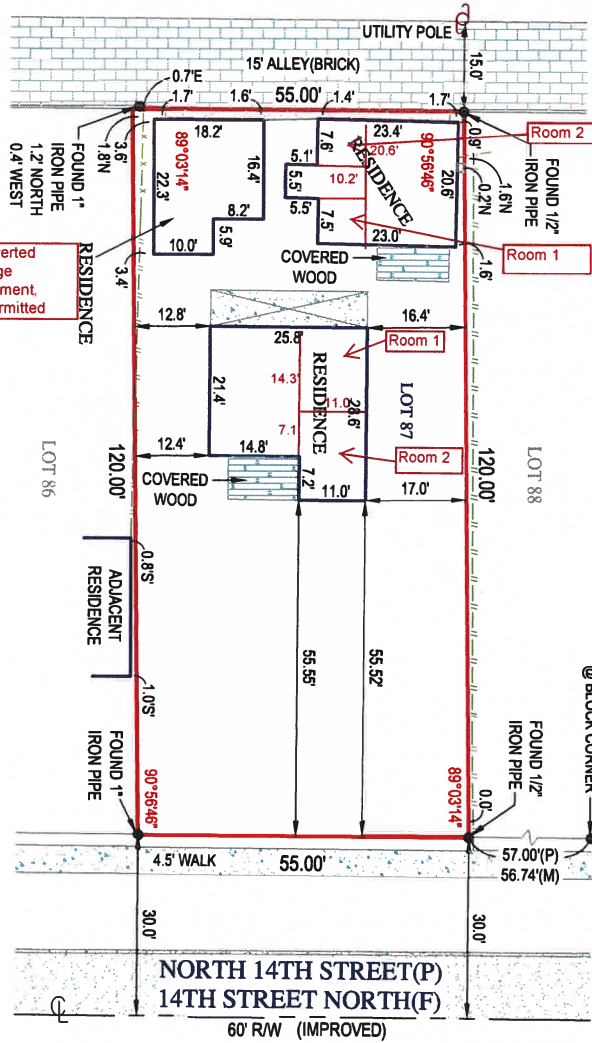 UTILITY POLE
15.0'
15' ALLEY(BRICK)
0.7'E
55.00'
1.7'
1.6'
1.4'
1.7'
3.6'
1.8'N
FOUND 1"
IRON PIPE
1.2' NORTH
0.4' WEST
18.2'
89°03'14"
16.4'
22.3'
8.2'
5.9'
10.0'
3.4'
RESIDENCE
erted
ge
ment,
rmitted
23.4'
7.6'
20.6'
90°56'46"
5.1'
RESIDENCE
20.6'
5.5'
10.2'
5.5'
7.5'
23.0'
0.9'
0.2'N
1.6'N
FOUND 1/2"
IRON PIPE
Room 2
Room 1
1.6'
COVERED
WOOD
12.8'
16.4'
25.8'
Room 1
RESIDENCE
14.3'
21.4'
11.0
28.6'
LOT 87
7.1
Room 2
12.4'
14.8'
7.2'
11.0'
17.0'
COVERED
WOOD
120.00'
120.00'
LOT 86
LOT 88
0.8'S'
ADJACENT
RESIDENCE
1.0'S'
55.55'
55.52'
@ BLOCK CORNER
FOUND 1/2"
IRON PIPE
0.0'
89°03'14"
90°56'46"
FOUND 1"
IRON PIPE
57.00'(P)
56.74'(M)
4.5' WALK
55.00'
30.0'
30.0'
NORTH 14TH STREET(P)
14TH STREET NORTH(F)
60' R/W (IMPROVED)